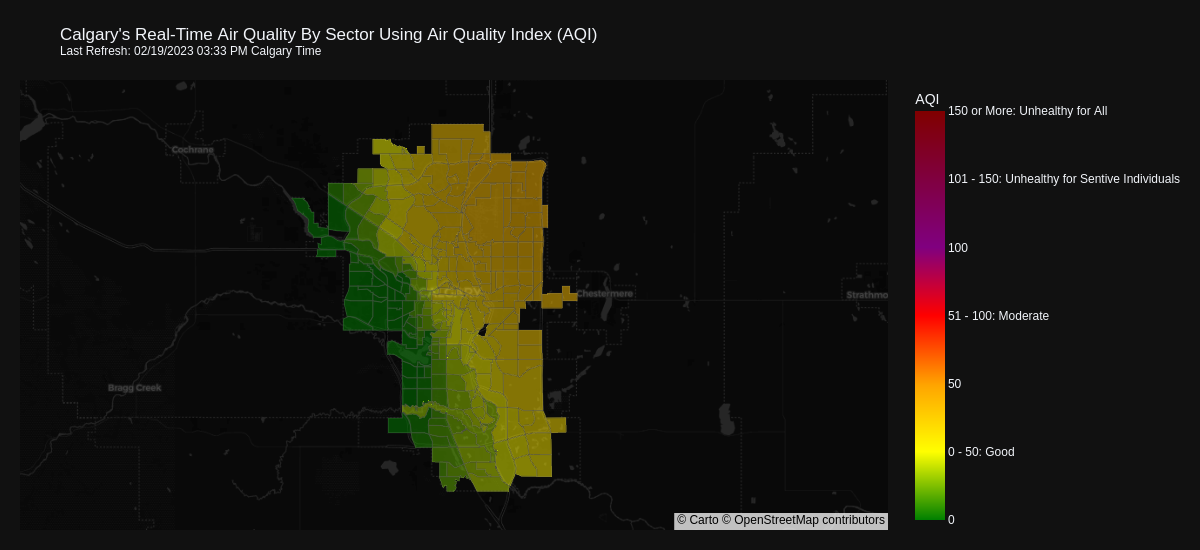 Calgary's Real-Time Air Quality By Sector Using Air Quality Index (AQI)
Last Refresh: 02/19/2023 03:33 PM Calgary Time
AQI
150 or More: Unhealthy for All
Cochrane
101 - 150: Unhealthy for Sentive Individuals
100
CALGARY
Chestermere
Strathmo
51 - 100: Moderate
Bragg Creek
50
0 - 50: Good
0
© Carto © OpenStreetMap contributors